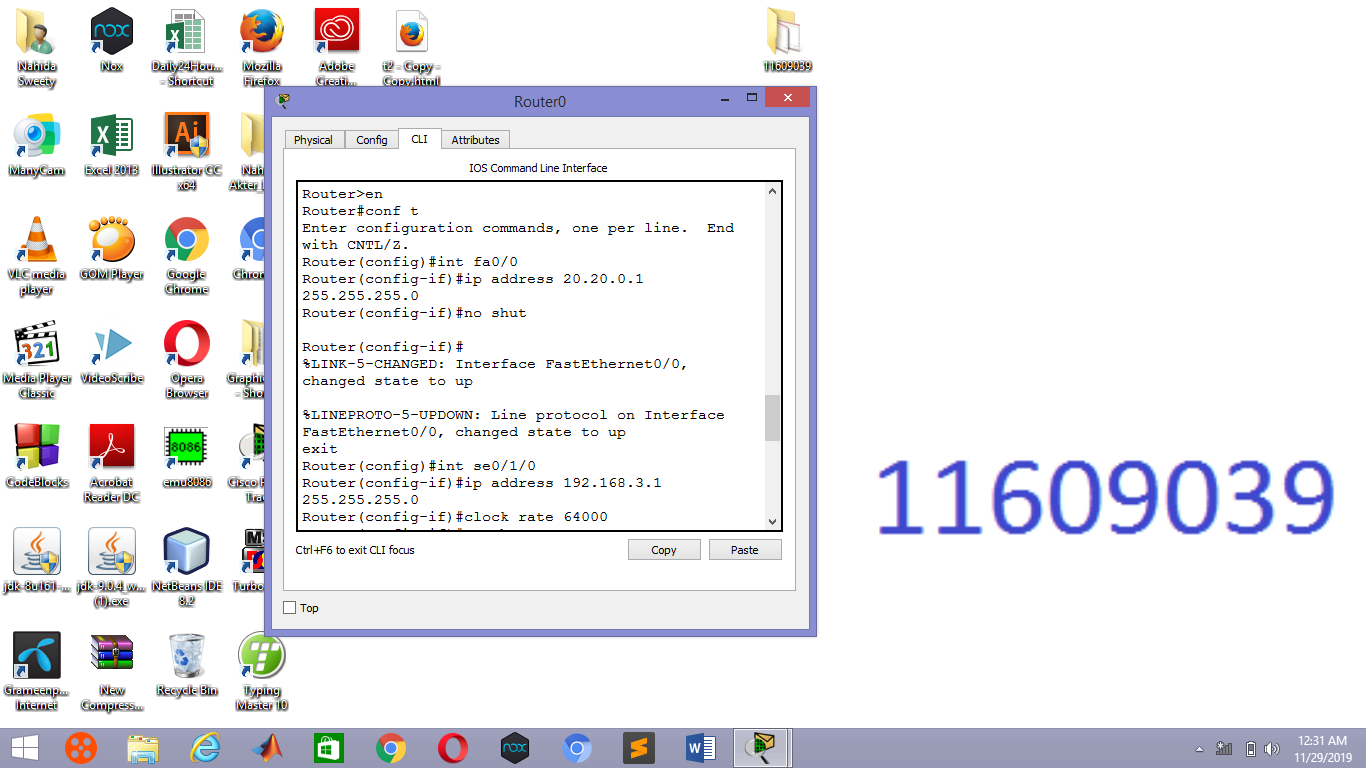 Nahida
Sweety
Nox
Daily24Hou...
- Shortcut
Mozilla
Firefox
Adobe
Creati...
t2 - Copy -
Copy.html
11609039
Router0
Physical
Config
CLI
Attributes
IOS Command Line Interface
Router>en
Router#conf t
Enter configuration commands, one per line.  End
with CNTL/Z.
Router(config)#int fa0/0
Router(config-if)#ip address 20.20.0.1
255.255.255.0
Router(config-if)#no shut
Router(config-if)#
%LINK-5-CHANGED: Interface FastEthernet0/0,
changed state to up
%LINEPROTO-5-UPDOWN: Line protocol on Interface
FastEthernet0/0, changed state to up
exit
Router(config)#int se0/1/0
Router(config-if)#ip address 192.168.3.1
255.255.255.0
Router(config-if)#clock rate 64000
Ctrl+F6 to exit CLI focus
Copy
Paste
Top
ManyCam
Excel 2013
Illustrator CC
x64
Nah
Akter_
VLC media
player
GOM Player
Google
Chrome
Chrom
Media Player
Classic
VideoScribe
Opera
Browser
Graphi
- Sho
CodeBlocks
Acrobat
Reader DC
8086
emu8086
Cisco P
Tra
jdk-8u161-...
jdk-9.0.4_w...
(1).exe
NetBeans IDE
8.2
Turbo
Grameenp...
Internet
New
Compress...
Recycle Bin
Typing
Master 10
11609039
12:31 AM
11/29/2019